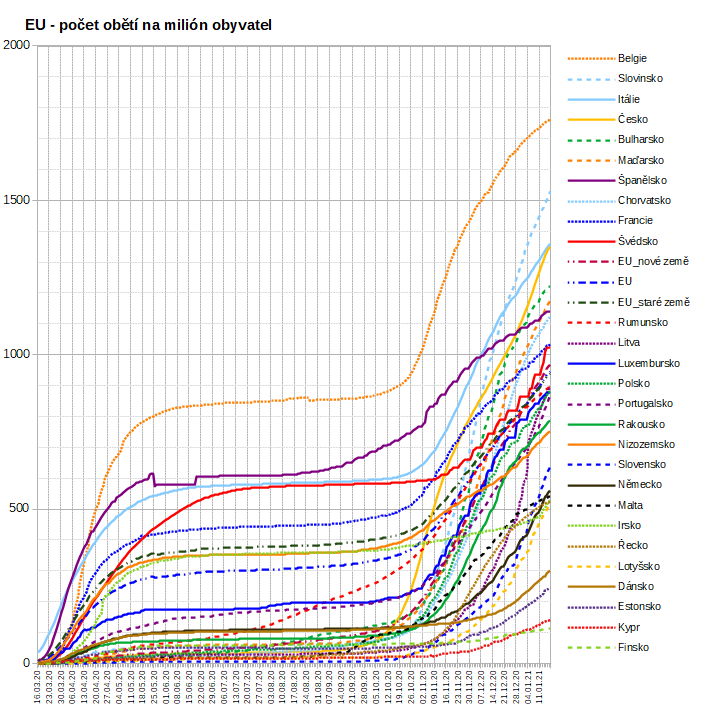 EU - počet obětí na milión obyvatel
2000
1500
1000
500
0
Belgie
Slovinsko
Itálie
Česko
Bulharsko
Maďarsko
Španělsko
Chorvatsko
Francie
Švédsko
EU_nové země
EU
EU_staré země
Rumunsko
Litva
Luxembursko
Polsko
Portugalsko
Rakousko
Nizozemsko
Slovensko
Německo
Malta
Irsko
Řecko
Lotyšsko
Dánsko
Estonsko
Kypr
Finsko
16.03.20
23.03.20
30.03.20
06.04.20
13.04.20
20.04.20
27.04.20
04.05.20
11.05.20
18.05.20
25.05.20
01.06.20
08.06.20
15.06.20
22.06.20
29.06.20
06.07.20
13.07.20
20.07.20
27.07.20
03.08.20
10.08.20
17.08.20
24.08.20
31.08.20
07.09.20
14.09.20
21.09.20
28.09.20
05.10.20
12.10.20
19.10.20
26.10.20
02.11.20
09.11.20
16.11.20
23.11.20
30.11.20
07.12.20
14.12.20
21.12.20
28.12.20
04.01.21
11.01.21